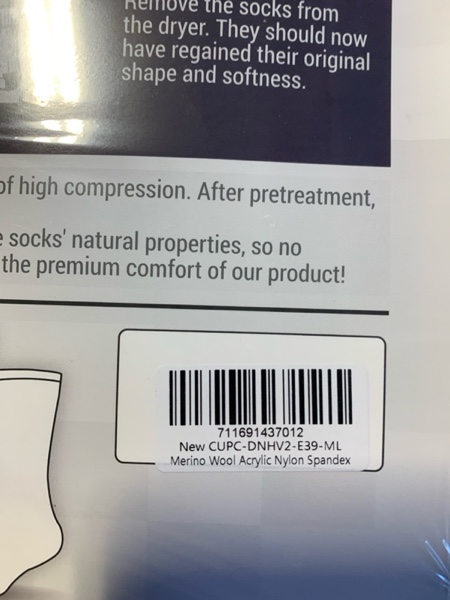 Remove the socks from
the dryer. They should now
have regained their original
shape and softness.
of high compression. After pretreatment,
socks' natural properties, so no
the premium comfort of our product!
711691437012
New CUPC-DNHV2-E39-ML
Merino Wool Acrylic Nylon Spandex